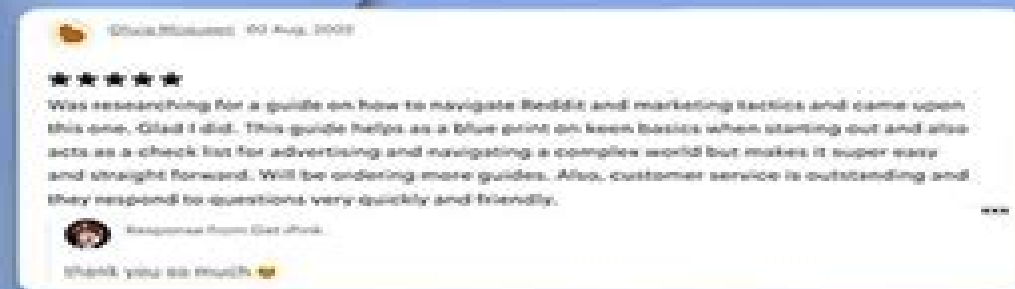 Aug,
★★★★★
Was researching for a guide on how to navigate Reddit and marketing tactics and came upon
this one. Glad I did. This guide helps as a blue print on keen basics when starting out and also
acts as a check list for advertising and navigating a complex world but makes it super easy
and straight forward. Will be ordering more guides. Also, customer service is outstanding and
they respond to questions very quickly and friendly.
Response from Get
thank you so much 😍